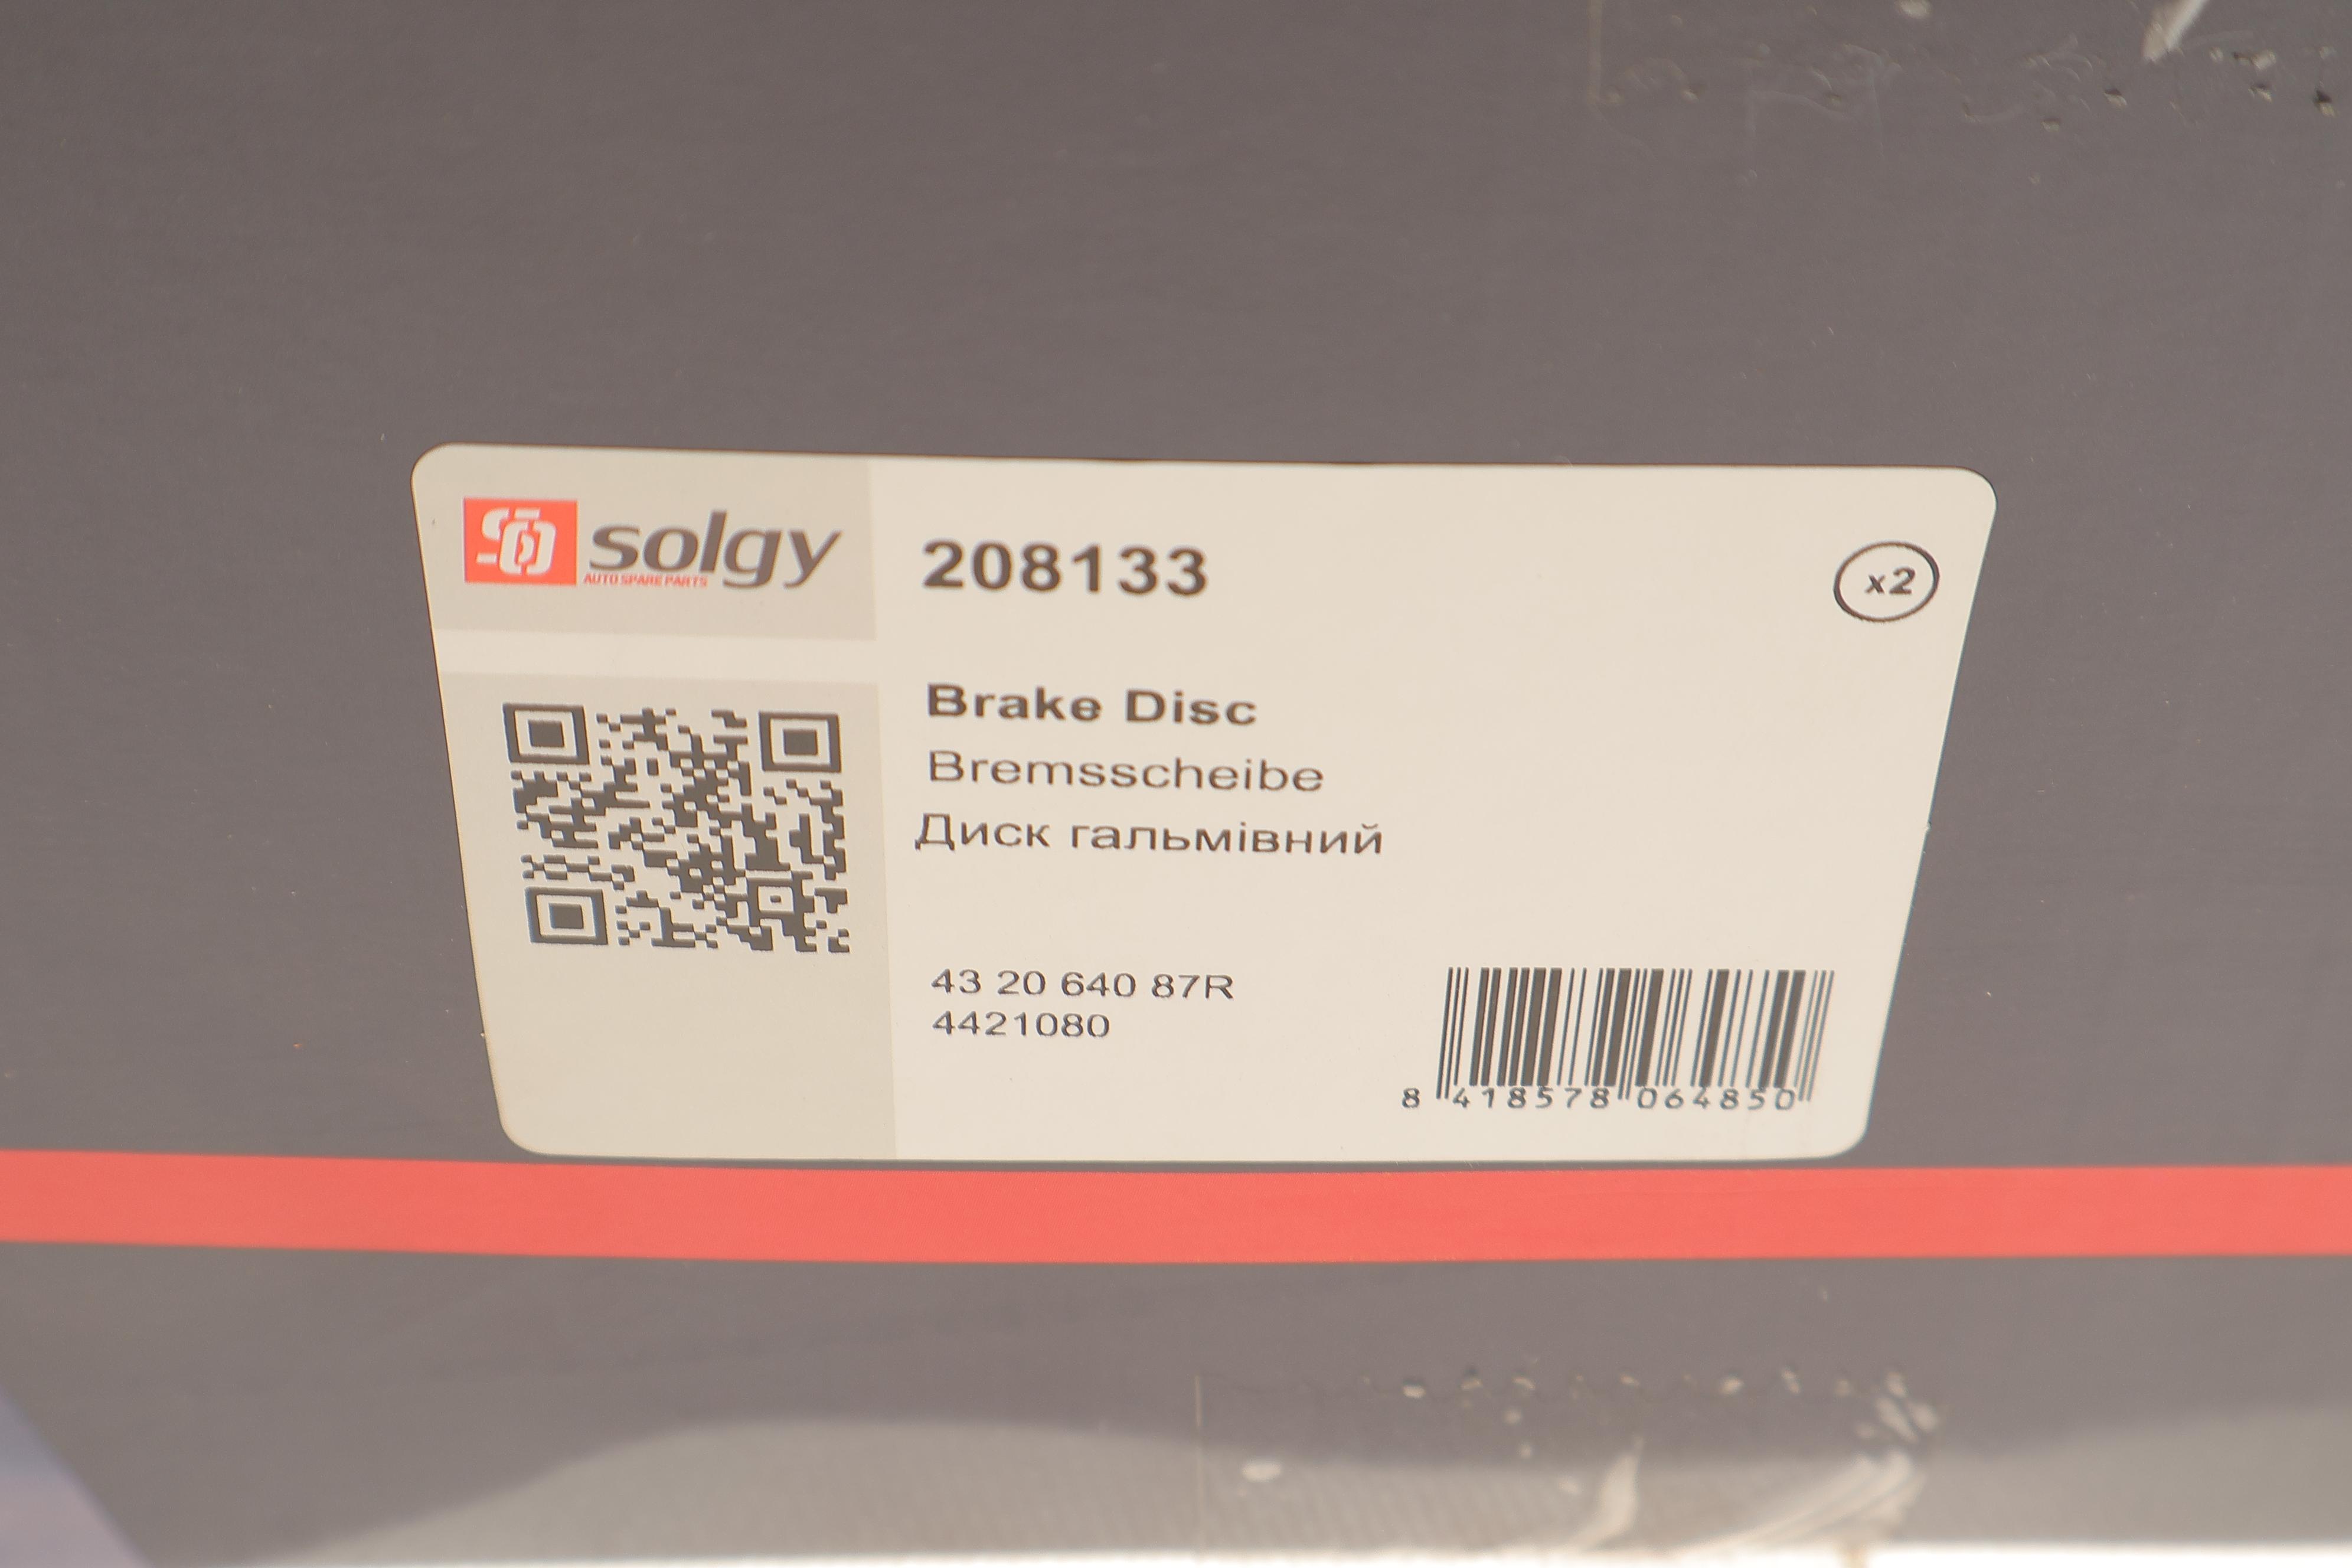 solgy
AUTO SPARE PARTS
208133
x2
Brake Disc
Bremsscheibe
Диск гальмівний
43 20 640 87R
4421080
8 418578 064850